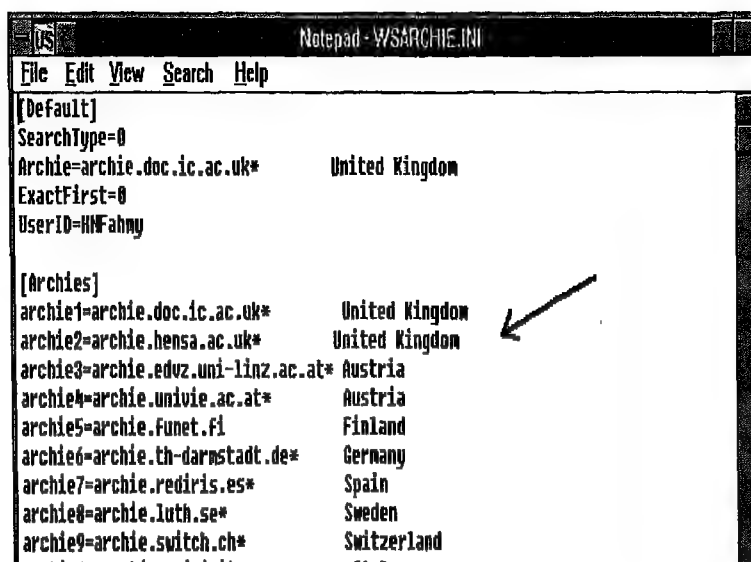 US Notepad - WSARCHIE.INI
File Edit View Search Help
[Default]
SearchType=0
Archie=archie.doc.ic.ac.uk* United Kingdom
ExactFirst=0
UserID=HNFahmy
[Archies]
archie1=archie.doc.ic.ac.uk* United Kingdom
archie2=archie.hensa.ac.uk* United Kingdom
archie3=archie.edvz.uni-linz.ac.at* Austria
archie4=archie.univie.ac.at* Austria
archie5=archie.funet.fi Finland
archie6=archie.th-darmstadt.de* Germany
archie7=archie.rediris.es* Spain
archie8=archie.luth.se* Sweden
archie9=archie.switch.ch* Switzerland